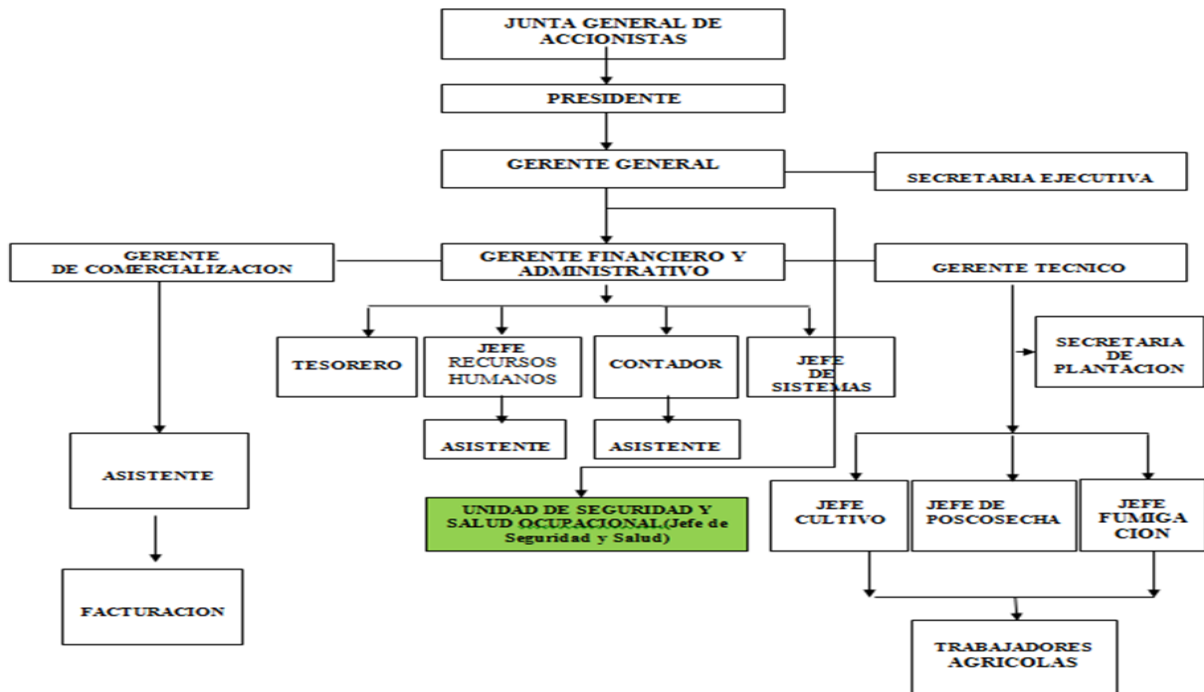 JUNTA GENERAL DE
ACCIONISTAS
PRESIDENTE
GERENTE GENERAL
SECRETARIA EJECUTIVA
GERENTE
DE COMERCIALIZACION
GERENTE FINANCIERO Y
ADMINISTRATIVO
GERENTE TECNICO
TESORERO
JEFE
RECURSOS
HUMANOS
CONTADOR
JEFE
DE
SISTEMAS
SECRETARIA
DE
PLANTACION
ASISTENTE
ASISTENTE
ASISTENTE
UNIDAD DE SEGURIDAD Y
SALUD OCUPACIONAL(Jefe de
Seguridad y Salud)
JEFE
CULTIVO
JEFE DE
POSCOSECHA
JEFE
FUMIGA
CION
FACTURACION
TRABAJADORES
AGRICOLAS